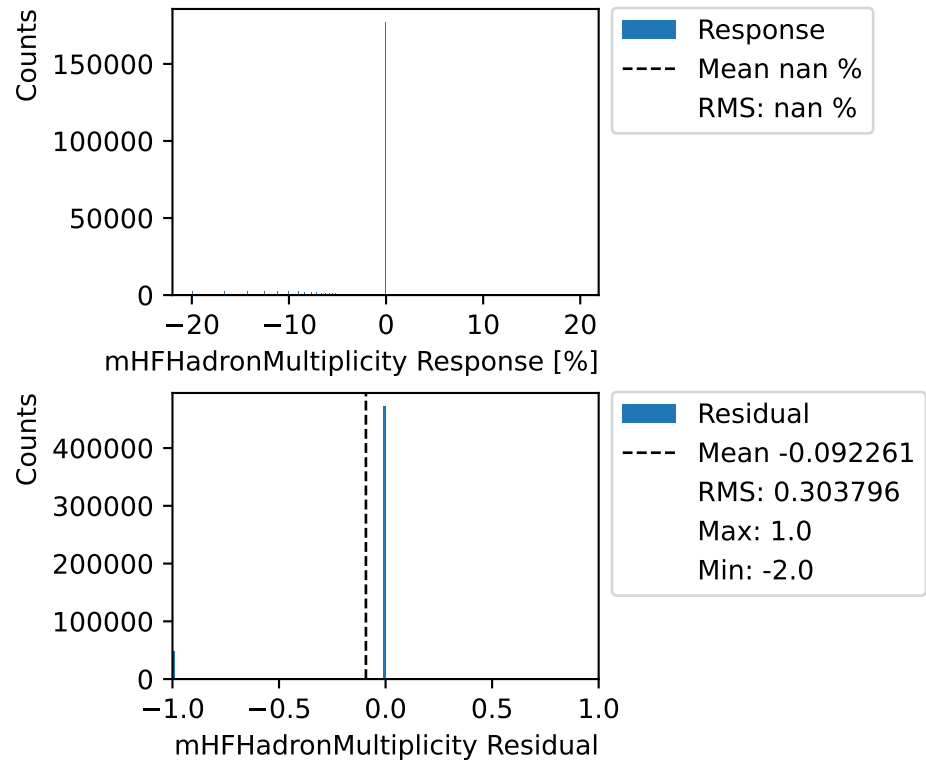 Counts
150000
100000
50000
0
−20 −10 0 10 20
mHFHadronMultiplicity Response [%]
Response
Mean nan %
RMS: nan %
Counts
400000
300000
200000
100000
0
−1.0 −0.5 0.0 0.5 1.0
mHFHadronMultiplicity Residual
Residual
Mean -0.092261
RMS: 0.303796
Max: 1.0
Min: -2.0